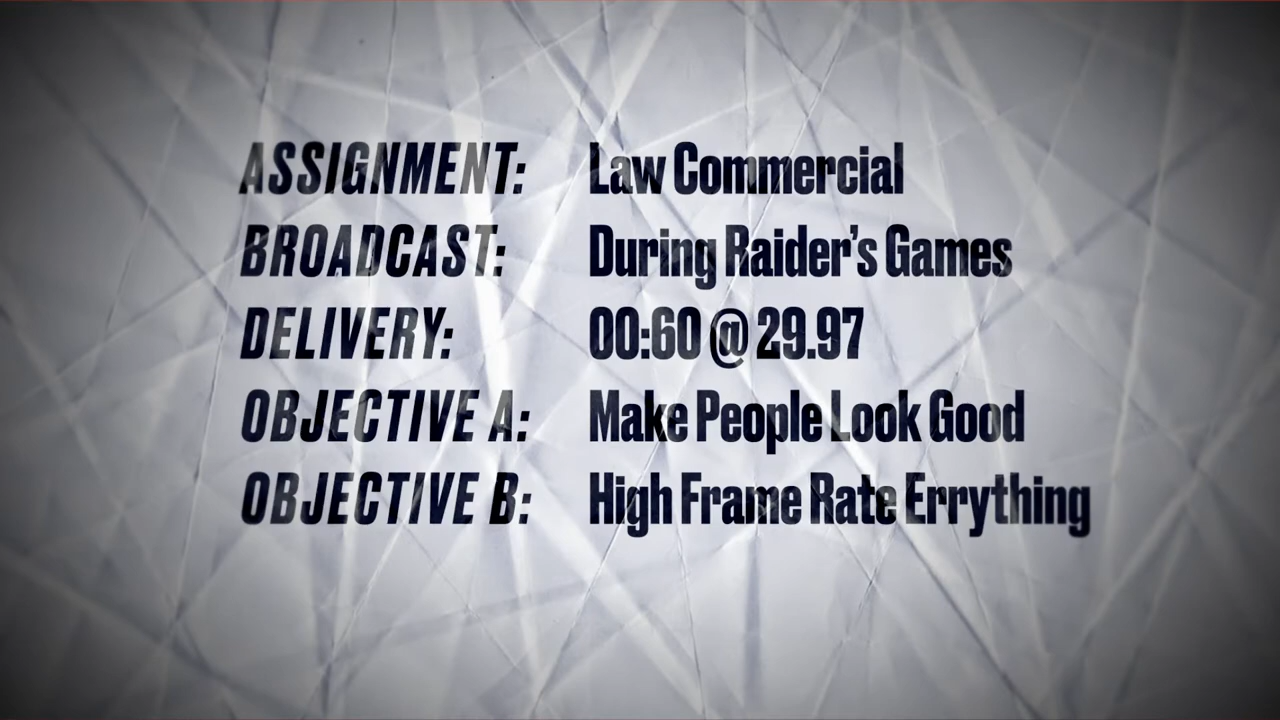 ASSIGNMENT: Law Commercial
BROADCAST: During Raider's Games
DELIVERY: 00:60 @ 29.97
OBJECTIVE A: Make People Look Good
OBJECTIVE B: High Frame Rate Errything